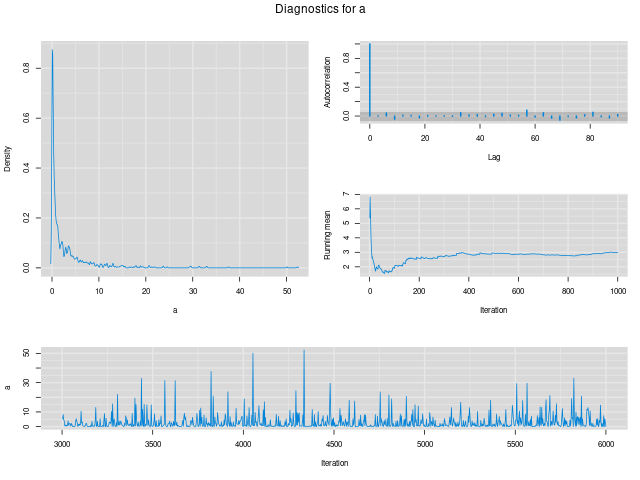 Diagnostics for a
Density
0.0 0.2 0.4 0.6 0.8
0 10 20 30 40 50
a
Autocorrelation
0.0 0.4 0.8
0 20 40 60 80
Lag
Running mean
2 3 4 5 6 7
0 200 400 600 800 1000
Iteration
a
0 10 30 50
3000 3500 4000 4500 5000 5500 6000
Iteration